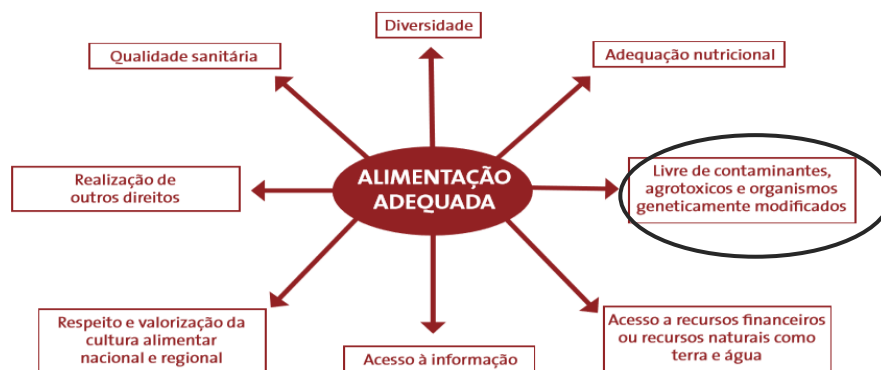 Diversidade
Qualidade sanitária
Adequação nutricional
ALIMENTAÇÃO
ADEQUADA
Realização de
outros direitos
Livre de contaminantes,
agrotoxicos e organismos
geneticamente modificados
Respeito e valorização da
cultura alimentar
nacional e regional
Acesso à informação
Acesso a recursos financeiros
ou recursos naturais como
terra e água